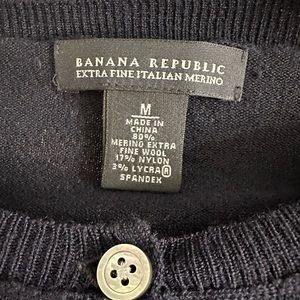 BANANA REPUBLIC
EXTRA FINE ITALIAN MERINO
M
MADE IN
CHINA
80%
MERINO EXTRA
FINE WOOL
17% NYLON
3% LYCRA®
SPANDEX